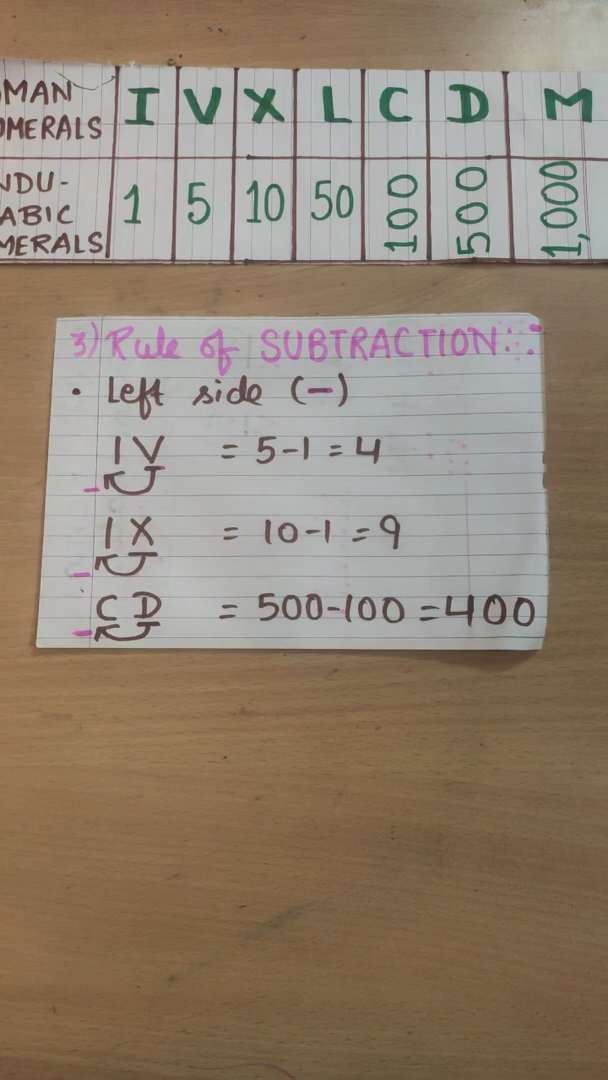 MAN I V X L C D M
MERALS
NDU-
ABIC 1 5 10 50 100 500 1,000
MERALS
3) Rule of SUBTRACTION:
• Left side (-)
IV = 5-1 = 4
-
IX = 10-1 = 9
-
CD = 500-100 = 400
-